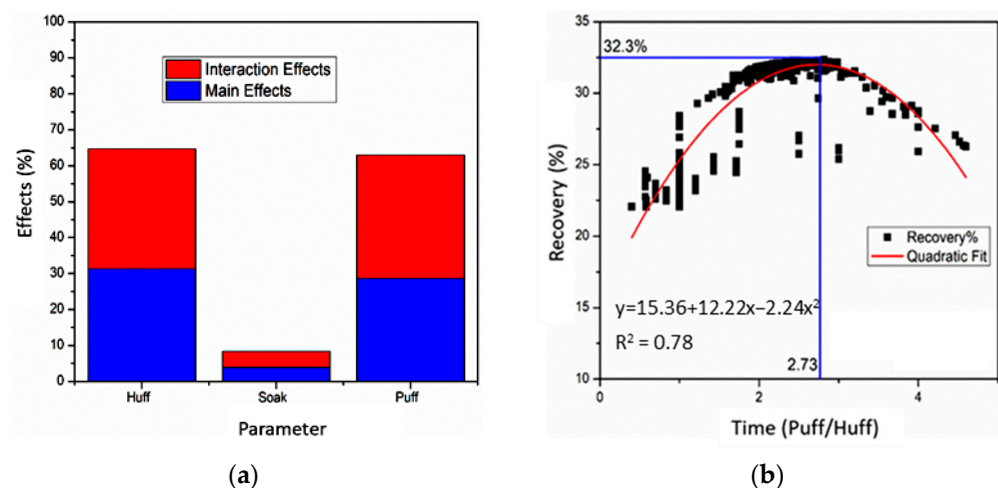 100
90
80
70
60
50
40
30
20
10
0
Effects (%)
Interaction Effects
Main Effects
Huff
Soak
Puff
Parameter
(a)
35
30
25
20
15
10
Recovery (%)
32.3%
Recovery%
Quadratic Fit
y=15.36+12.22x−2.24x²
R² = 0.78
2.73
0
2
4
Time (Puff/Huff)
(b)